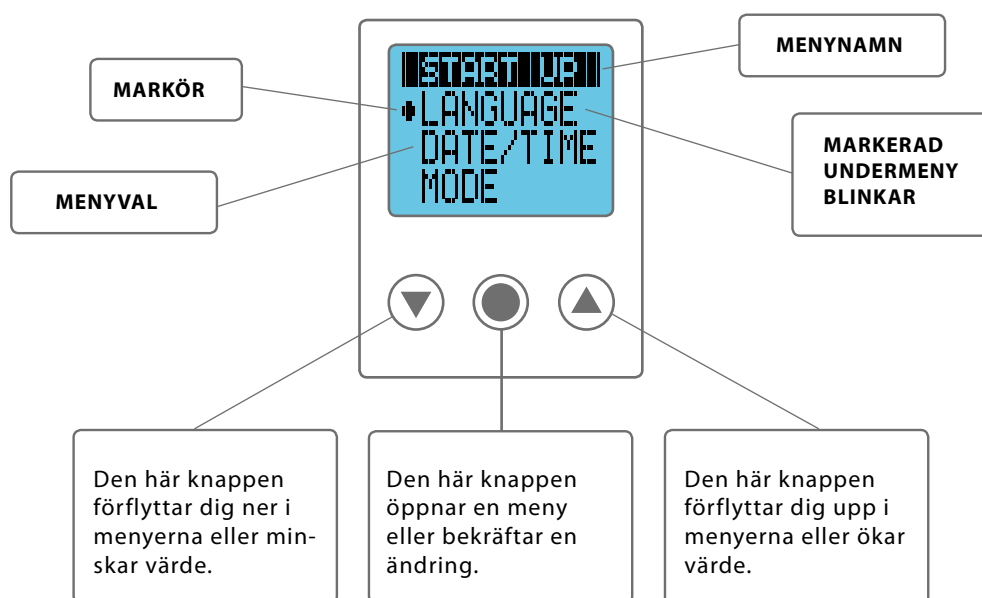 MENYNAMN
MARKÖR
START UP
LANGUAGE
DATE/TIME
MODE
MARKERAD
UNDERMENY
BLINKAR
MENYVAL
Den här knappen
förflyttar dig ner i
menyerna eller min-
skar värde.
Den här knappen
öppnar en meny
eller bekräftar en
ändring.
Den här knappen
förflyttar dig upp i
menyerna eller ökar
värde.